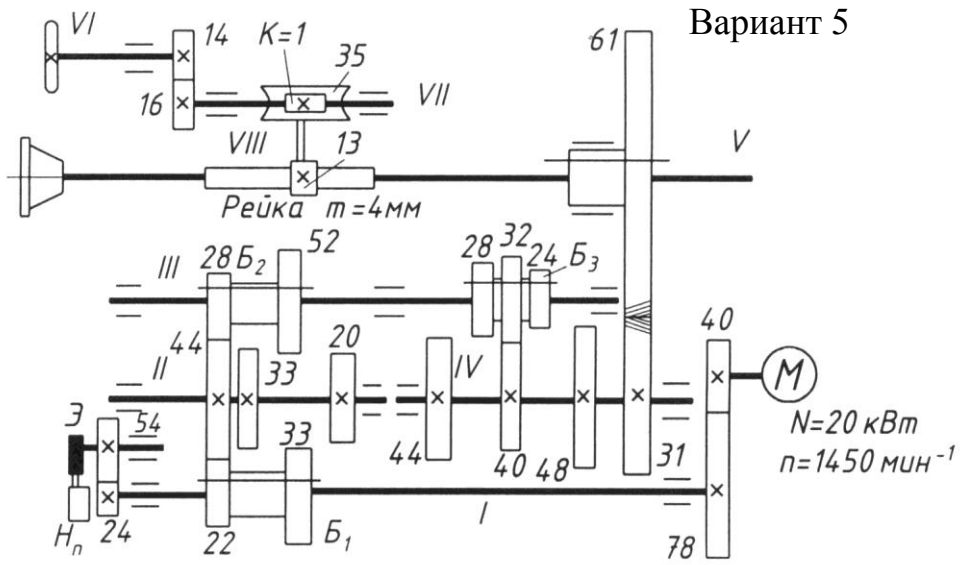 Вариант 5
VI
14
K=1
35
61
16
VII
VIII
13
V
Рейка m=4мм
III
28
Б₂
52
28
32
24
Б₃
40
44
II
33
20
IV
М
N=20 кВт
n=1450 мин⁻¹
Э
54
33
44
40
48
31
Нп
24
22
Б₁
I
78